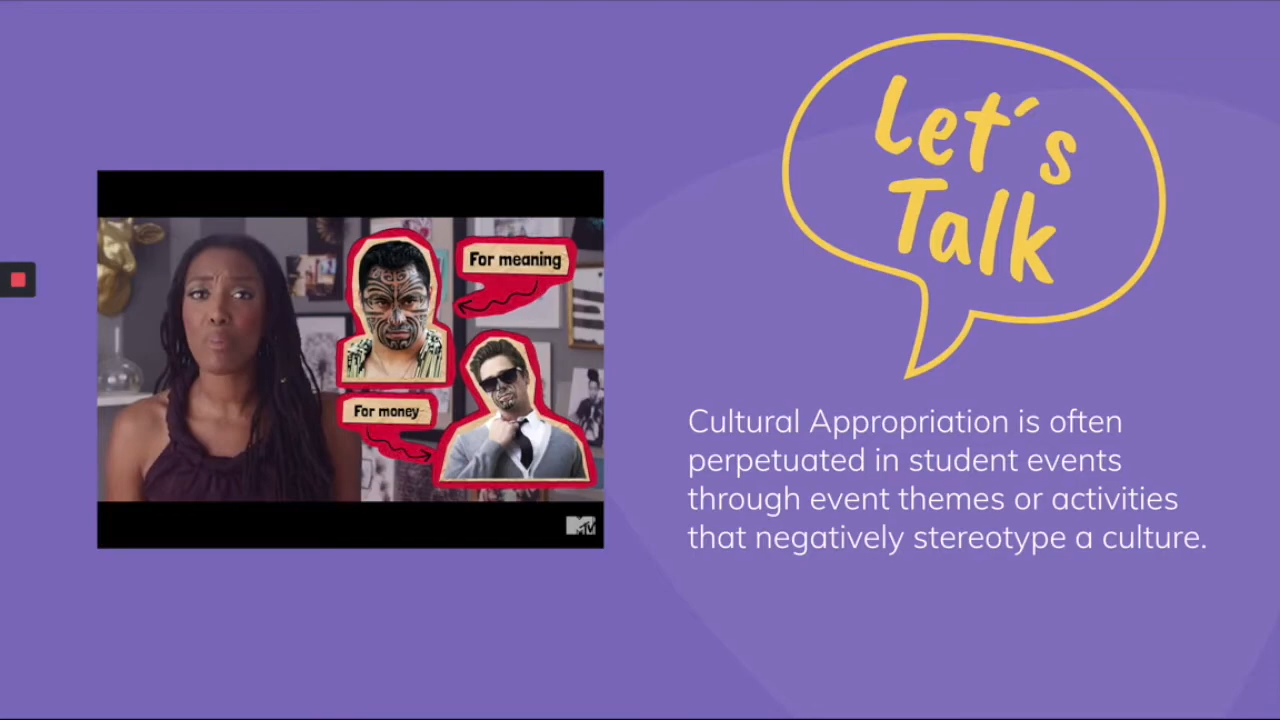 Let's
Talk
For meaning
For money
MTV
Cultural Appropriation is often
perpetuated in student events
through event themes or activities
that negatively stereotype a culture.